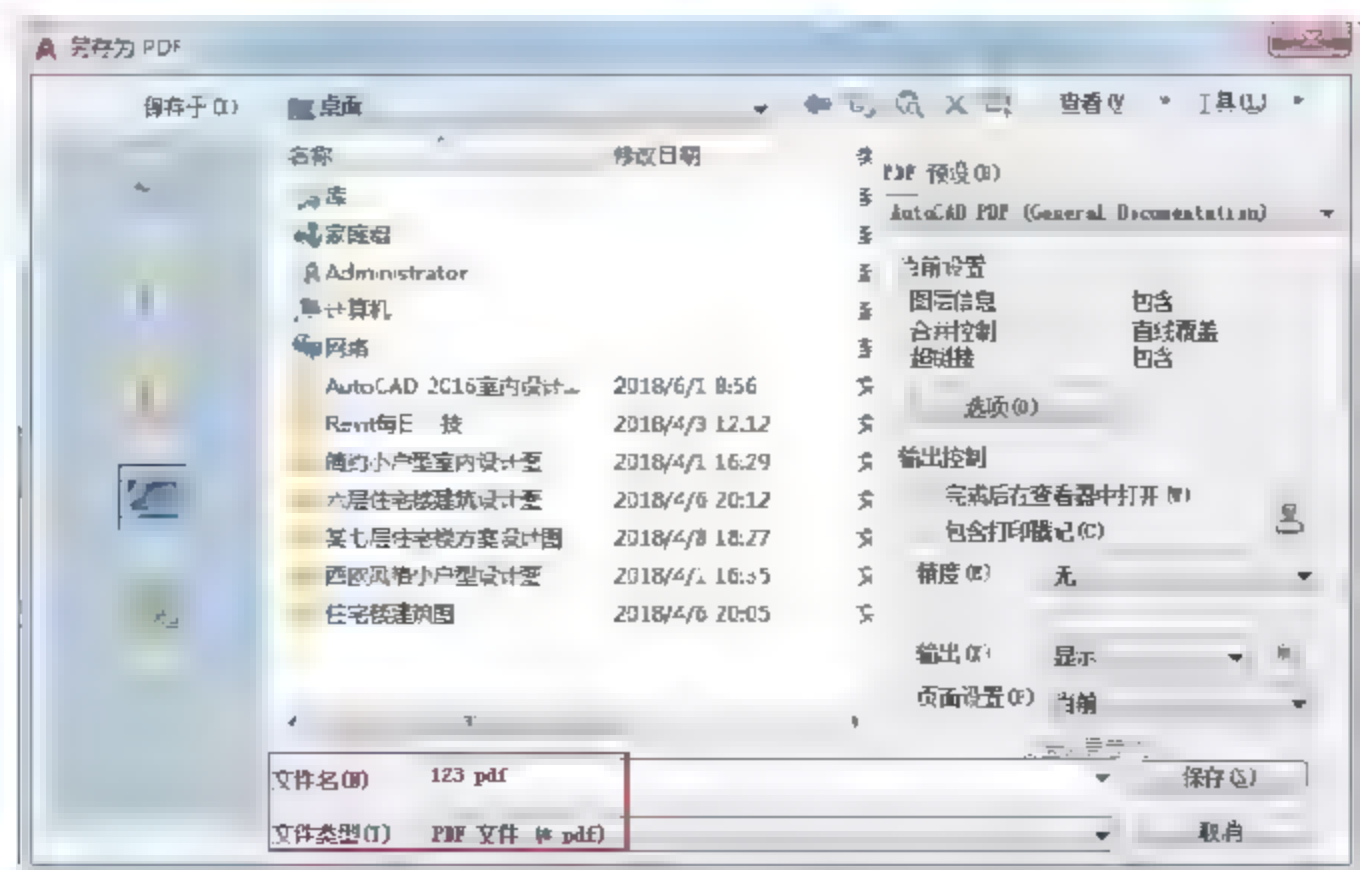 另存为 PDF
保存于(I) 桌面 查看(V) 工具(L)
名称 修改日期
库
家庭组
Administrator
计算机
网络
AutoCAD 2016室内设计...
2018/6/1 8:56
Revit每日一技
2018/4/3 12:12
简约小户型室内设计图
2018/4/1 16:29
六层住宅楼建筑设计图
2018/4/6 20:12
某七层住宅楼方案设计图
2018/4/8 18:27
西欧风格小户型设计图
2018/4/1 16:35
住宅楼建筑图
2018/4/6 20:05
PDF 预设(R)
AutoCAD PDF (General Documentation)
当前设置
图层信息 包含
合并控制 直线覆盖
超链接 包含
选项(O)
输出控制
完成后在查看器中打开(W)
包含打印戳记(C)
精度(E) 无
输出(X) 显示
页面设置(P) 当前
文件名(N) 123 pdf
保存(S)
文件类型(T) PDF 文件 (* pdf)
取消